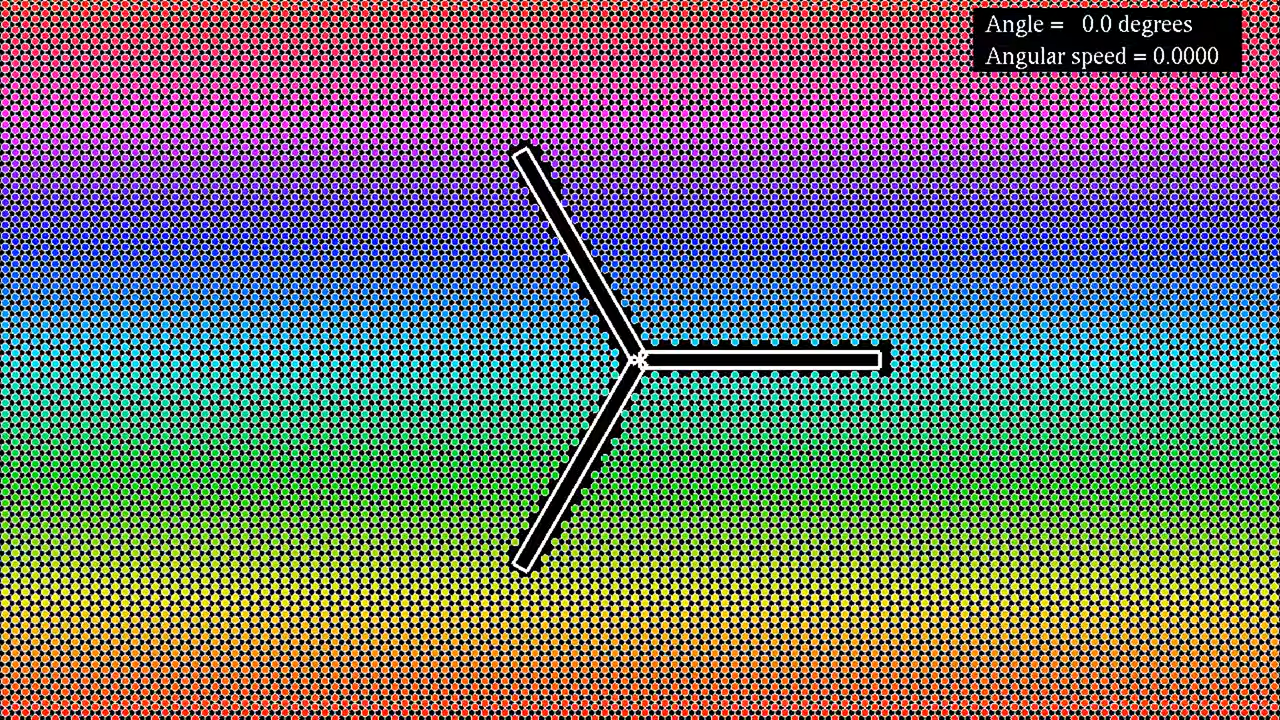 Angle = 0.0 degrees
Angular speed = 0.0000